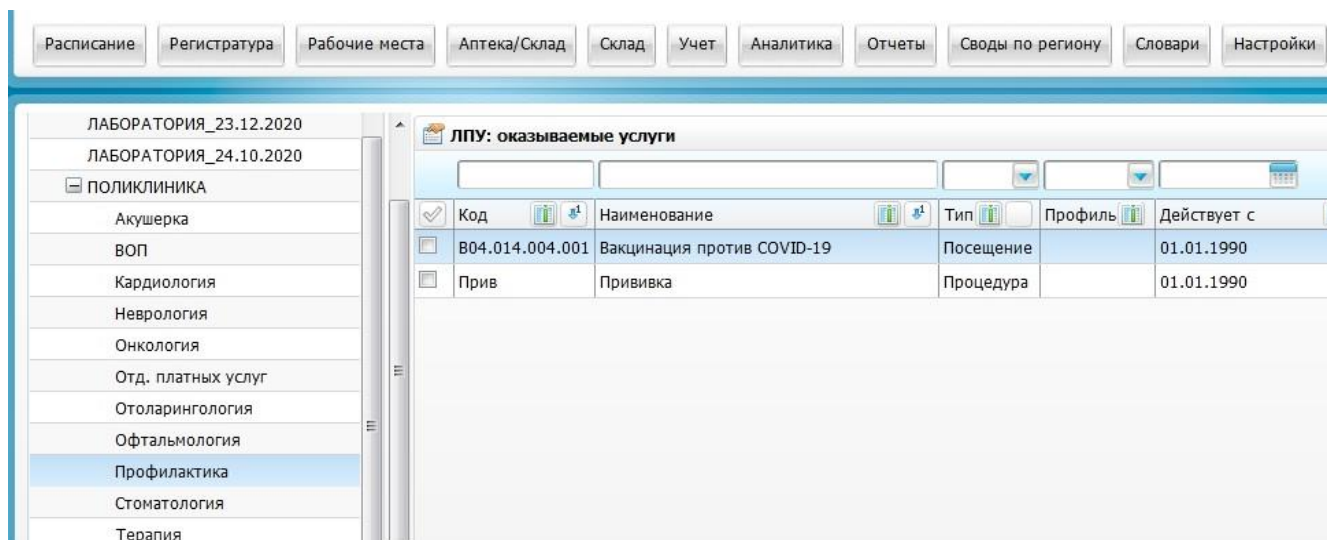 Расписание Регистратура Рабочие места Аптека/Склад Склад Учет Аналитика Отчеты Своды по региону Словари Настройки
ЛАБОРАТОРИЯ_23.12.2020
ЛАБОРАТОРИЯ_24.10.2020
ПОЛИКЛИНИКА
Акушерка
ВОП
Кардиология
Неврология
Онкология
Отд. платных услуг
Отоларингология
Офтальмология
Профилактика
Стоматология
Терапия
ЛПУ: оказываемые услуги
Код Наименование Тип Профиль Действует с
B04.014.004.001 Вакцинация против COVID-19 Посещение 01.01.1990
Прив Прививка Процедура 01.01.1990